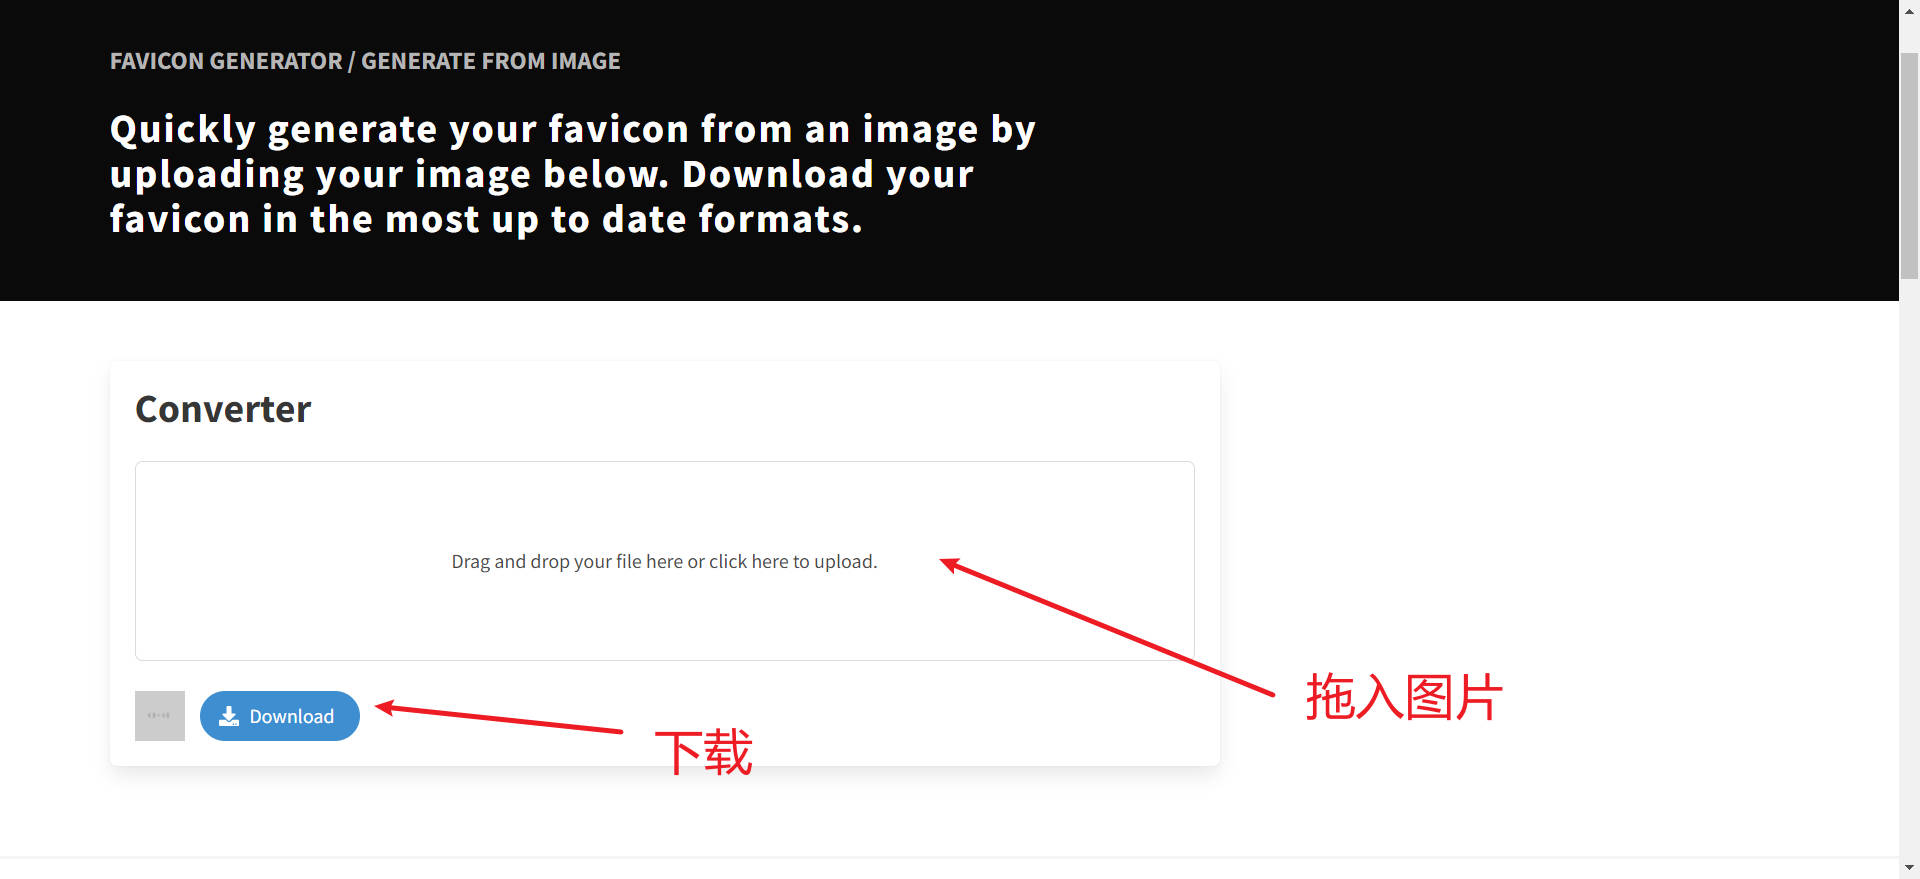 FAVICON GENERATOR / GENERATE FROM IMAGE
Quickly generate your favicon from an image by
uploading your image below. Download your
favicon in the most up to date formats.
Converter
Drag and drop your file here or click here to upload.
拖入图片
Download
下载